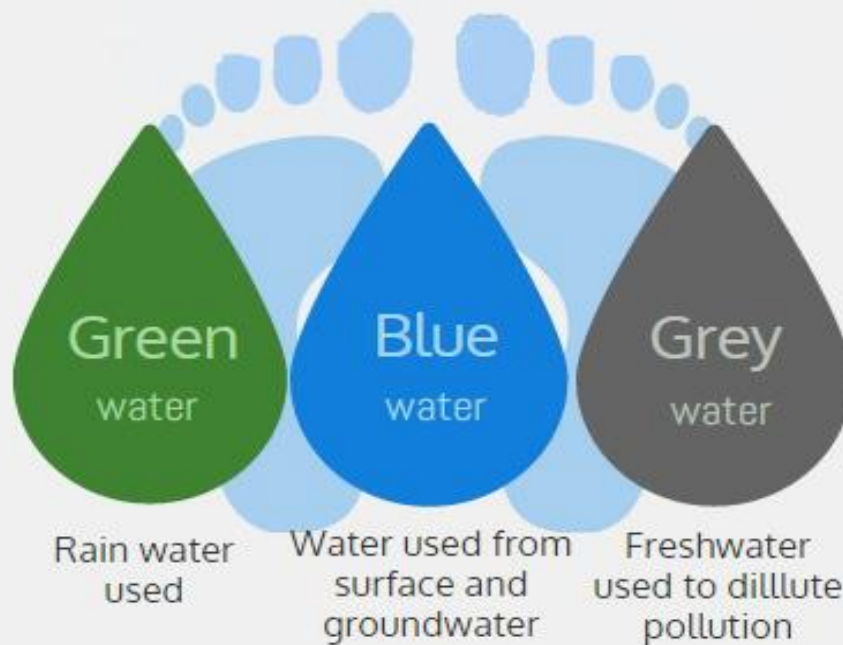 Green
water
Blue
water
Grey
water
Rain water
used
Water used from
surface and
groundwater
Freshwater
used to dilllute
pollution